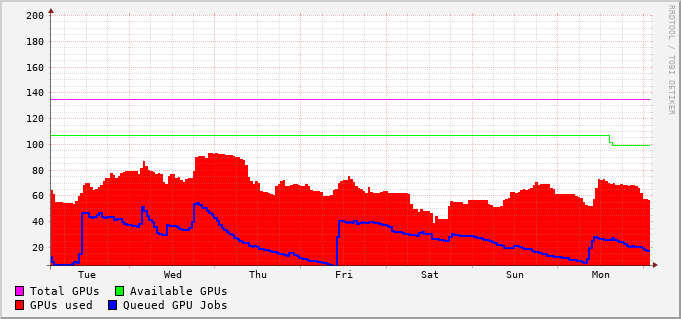 200
180
160
140
120
100
80
60
40
20
Tue Wed Thu Fri Sat Sun Mon
Total GPUs Available GPUs
GPUs used Queued GPU Jobs
RRDTOOL / TOBI OETIKER